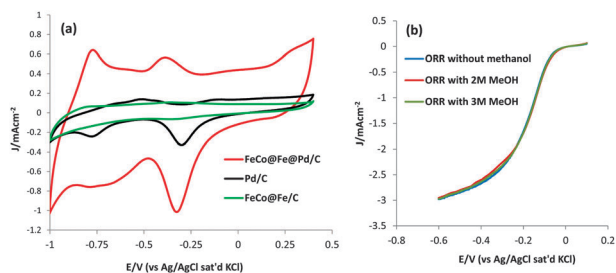 (a)
1
0.8
0.6
0.4
0.2
0
-0.2
-0.4
-0.6
-0.8
-1
-1.2
J/mAcm-2
FeCo@Fe@Pd/C
Pd/C
FeCo@Fe/C
-1 -0.75 -0.5 -0.25 0 0.25 0.5
E/V (vs Ag/AgCl sat'd KCl)
(b)
0.5
0
-0.5
-1
-1.5
-2
-2.5
-3
-3.5
J/mAcm-2
ORR without methanol
ORR with 2M MeOH
ORR with 3M MeOH
-0.8 -0.6 -0.4 -0.2 0 0.2
E/V (vs Ag/AgCl sat'd KCl)